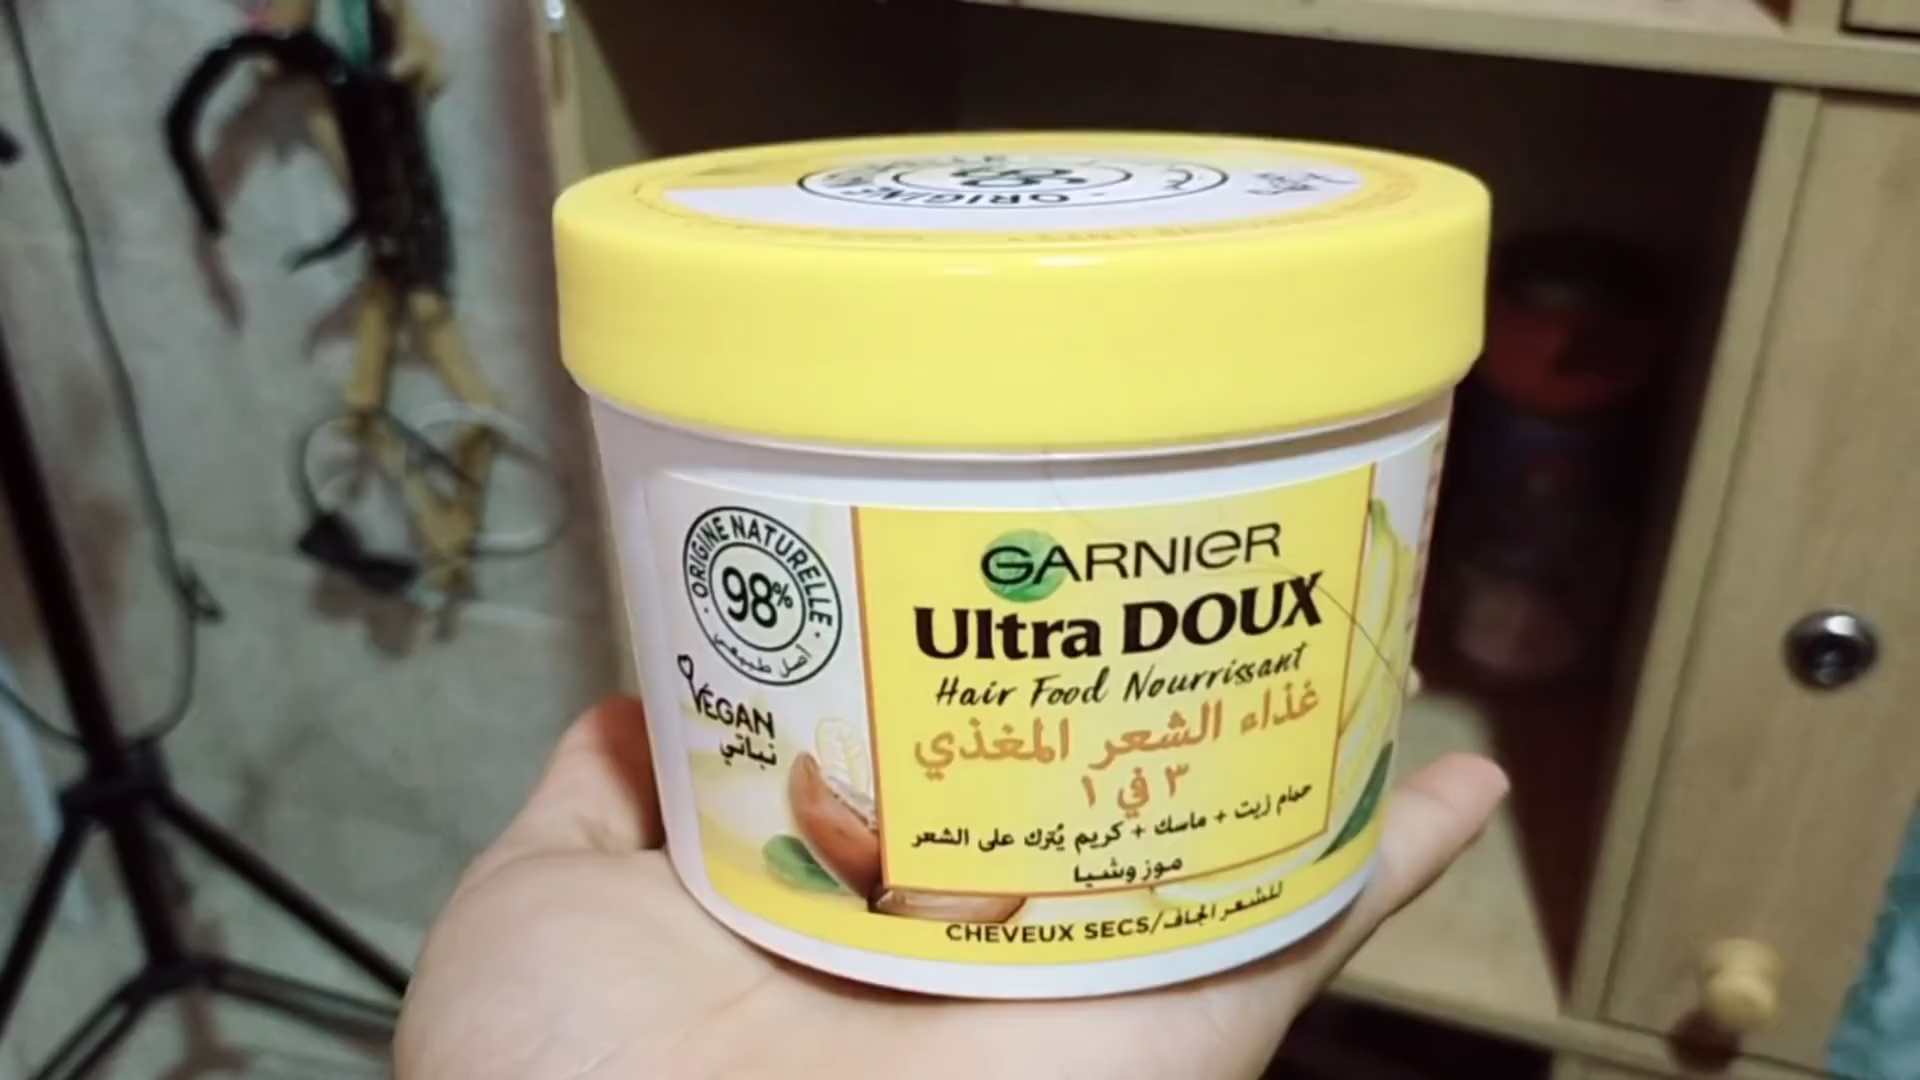 ORIGINE NATURELLE
98%
أصل طبيعي
VEGAN
نباتي
GARNIER
Ultra DOUX
Hair Food Nourrissant
غذاء الشعر المغذي
٣ في ١
حمام زيت + ماسك + كريم يُترك على الشعر
موز وشيا
CHEVEUX SECS/للشعر الجاف